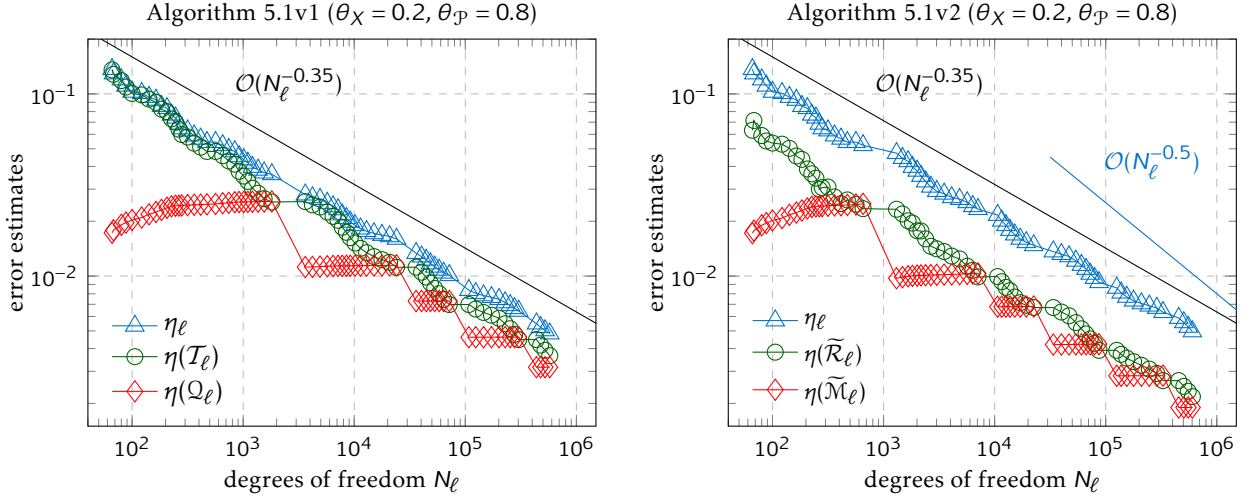 Algorithm 5.1v1 (θ_X = 0.2, θ_𝒫 = 0.8)
10^−1
10^−2
error estimates
𝒪(N_ℓ^−0.35)
η_ℓ
η(𝒯_ℓ)
η(𝒬_ℓ)
10^2 10^3 10^4 10^5 10^6
degrees of freedom N_ℓ
Algorithm 5.1v2 (θ_X = 0.2, θ_𝒫 = 0.8)
10^−1
10^−2
error estimates
𝒪(N_ℓ^−0.35)
𝒪(N_ℓ^−0.5)
η_ℓ
η(ℛ̃_ℓ)
η(ℳ̃_ℓ)
10^2 10^3 10^4 10^5 10^6
degrees of freedom N_ℓ